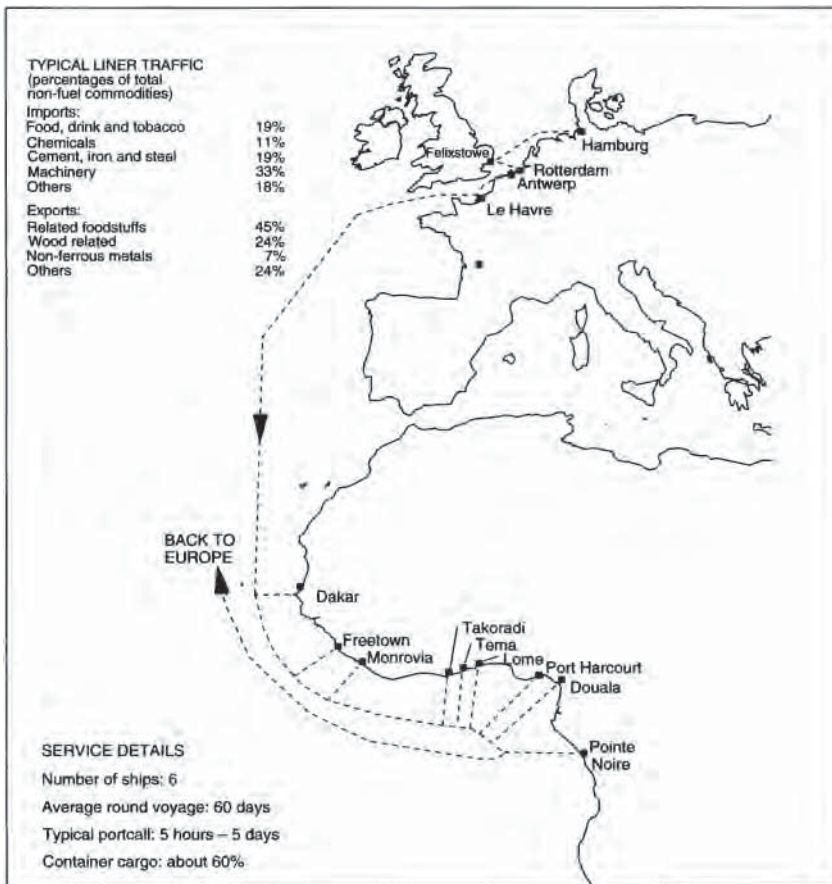 TYPICAL LINER TRAFFIC
(percentages of total
non-fuel commodities)
Imports:
Food, drink and tobacco 19%
Chemicals 11%
Cement, iron and steel 19%
Machinery 33%
Others 18%
Exports:
Related foodstuffs 45%
Wood related 24%
Non-ferrous metals 7%
Others 24%
Felixstowe
Hamburg
Rotterdam
Antwerp
Le Havre
BACK TO
EUROPE
Dakar
Freetown
Monrovia
Takoradi
Tema
Lome
Port Harcourt
Douala
Pointe
Noire
SERVICE DETAILS
Number of ships: 6
Average round voyage: 60 days
Typical portcall: 5 hours – 5 days
Container cargo: about 60%